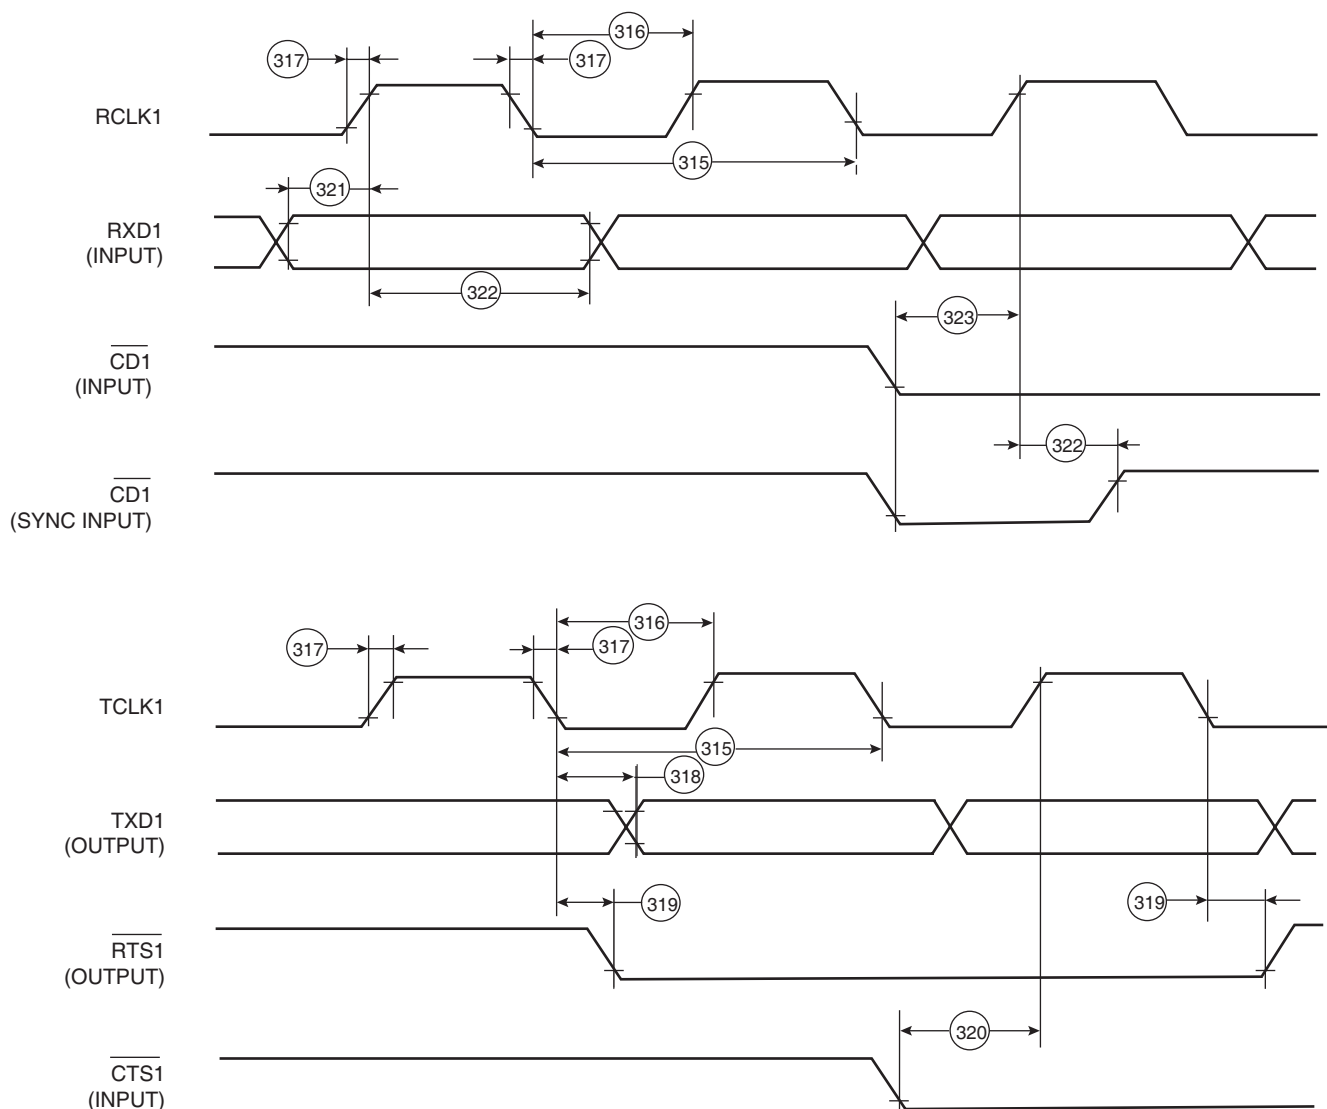 316
317
317
RCLK1
315
321
RXD1
(INPUT)
322
323
CD1
(INPUT)
322
CD1
(SYNC INPUT)
316
317
317
TCLK1
315
318
TXD1
(OUTPUT)
319
319
RTS1
(OUTPUT)
320
CTS1
(INPUT)